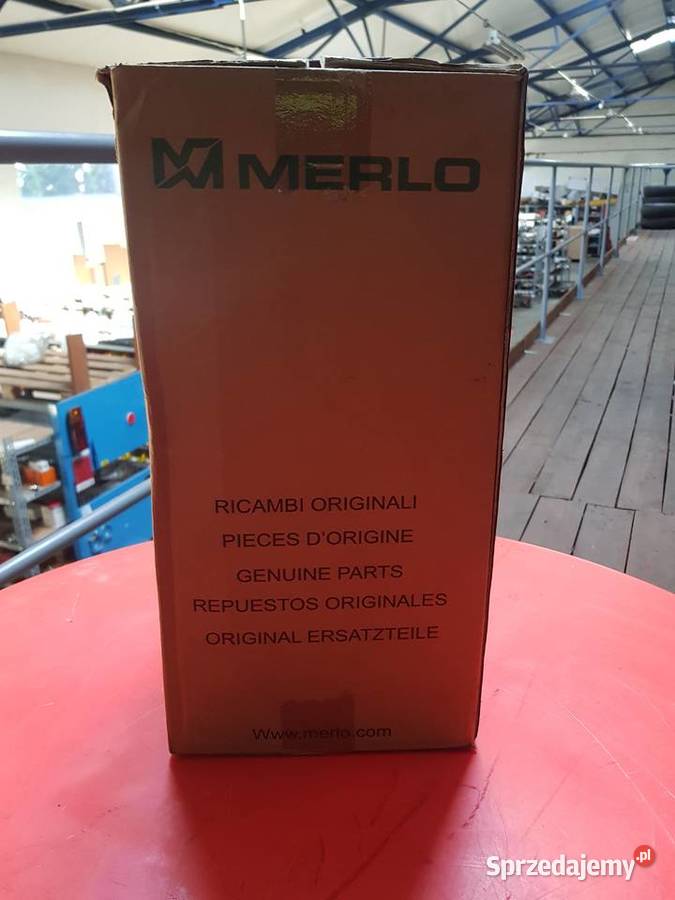 MERLO
RICAMBI ORIGINALI
PIECES D'ORIGINE
GENUINE PARTS
REPUESTOS ORIGINALES
ORIGINAL ERSATZTEILE
Www.merlo.com
Sprzedajemy.pl